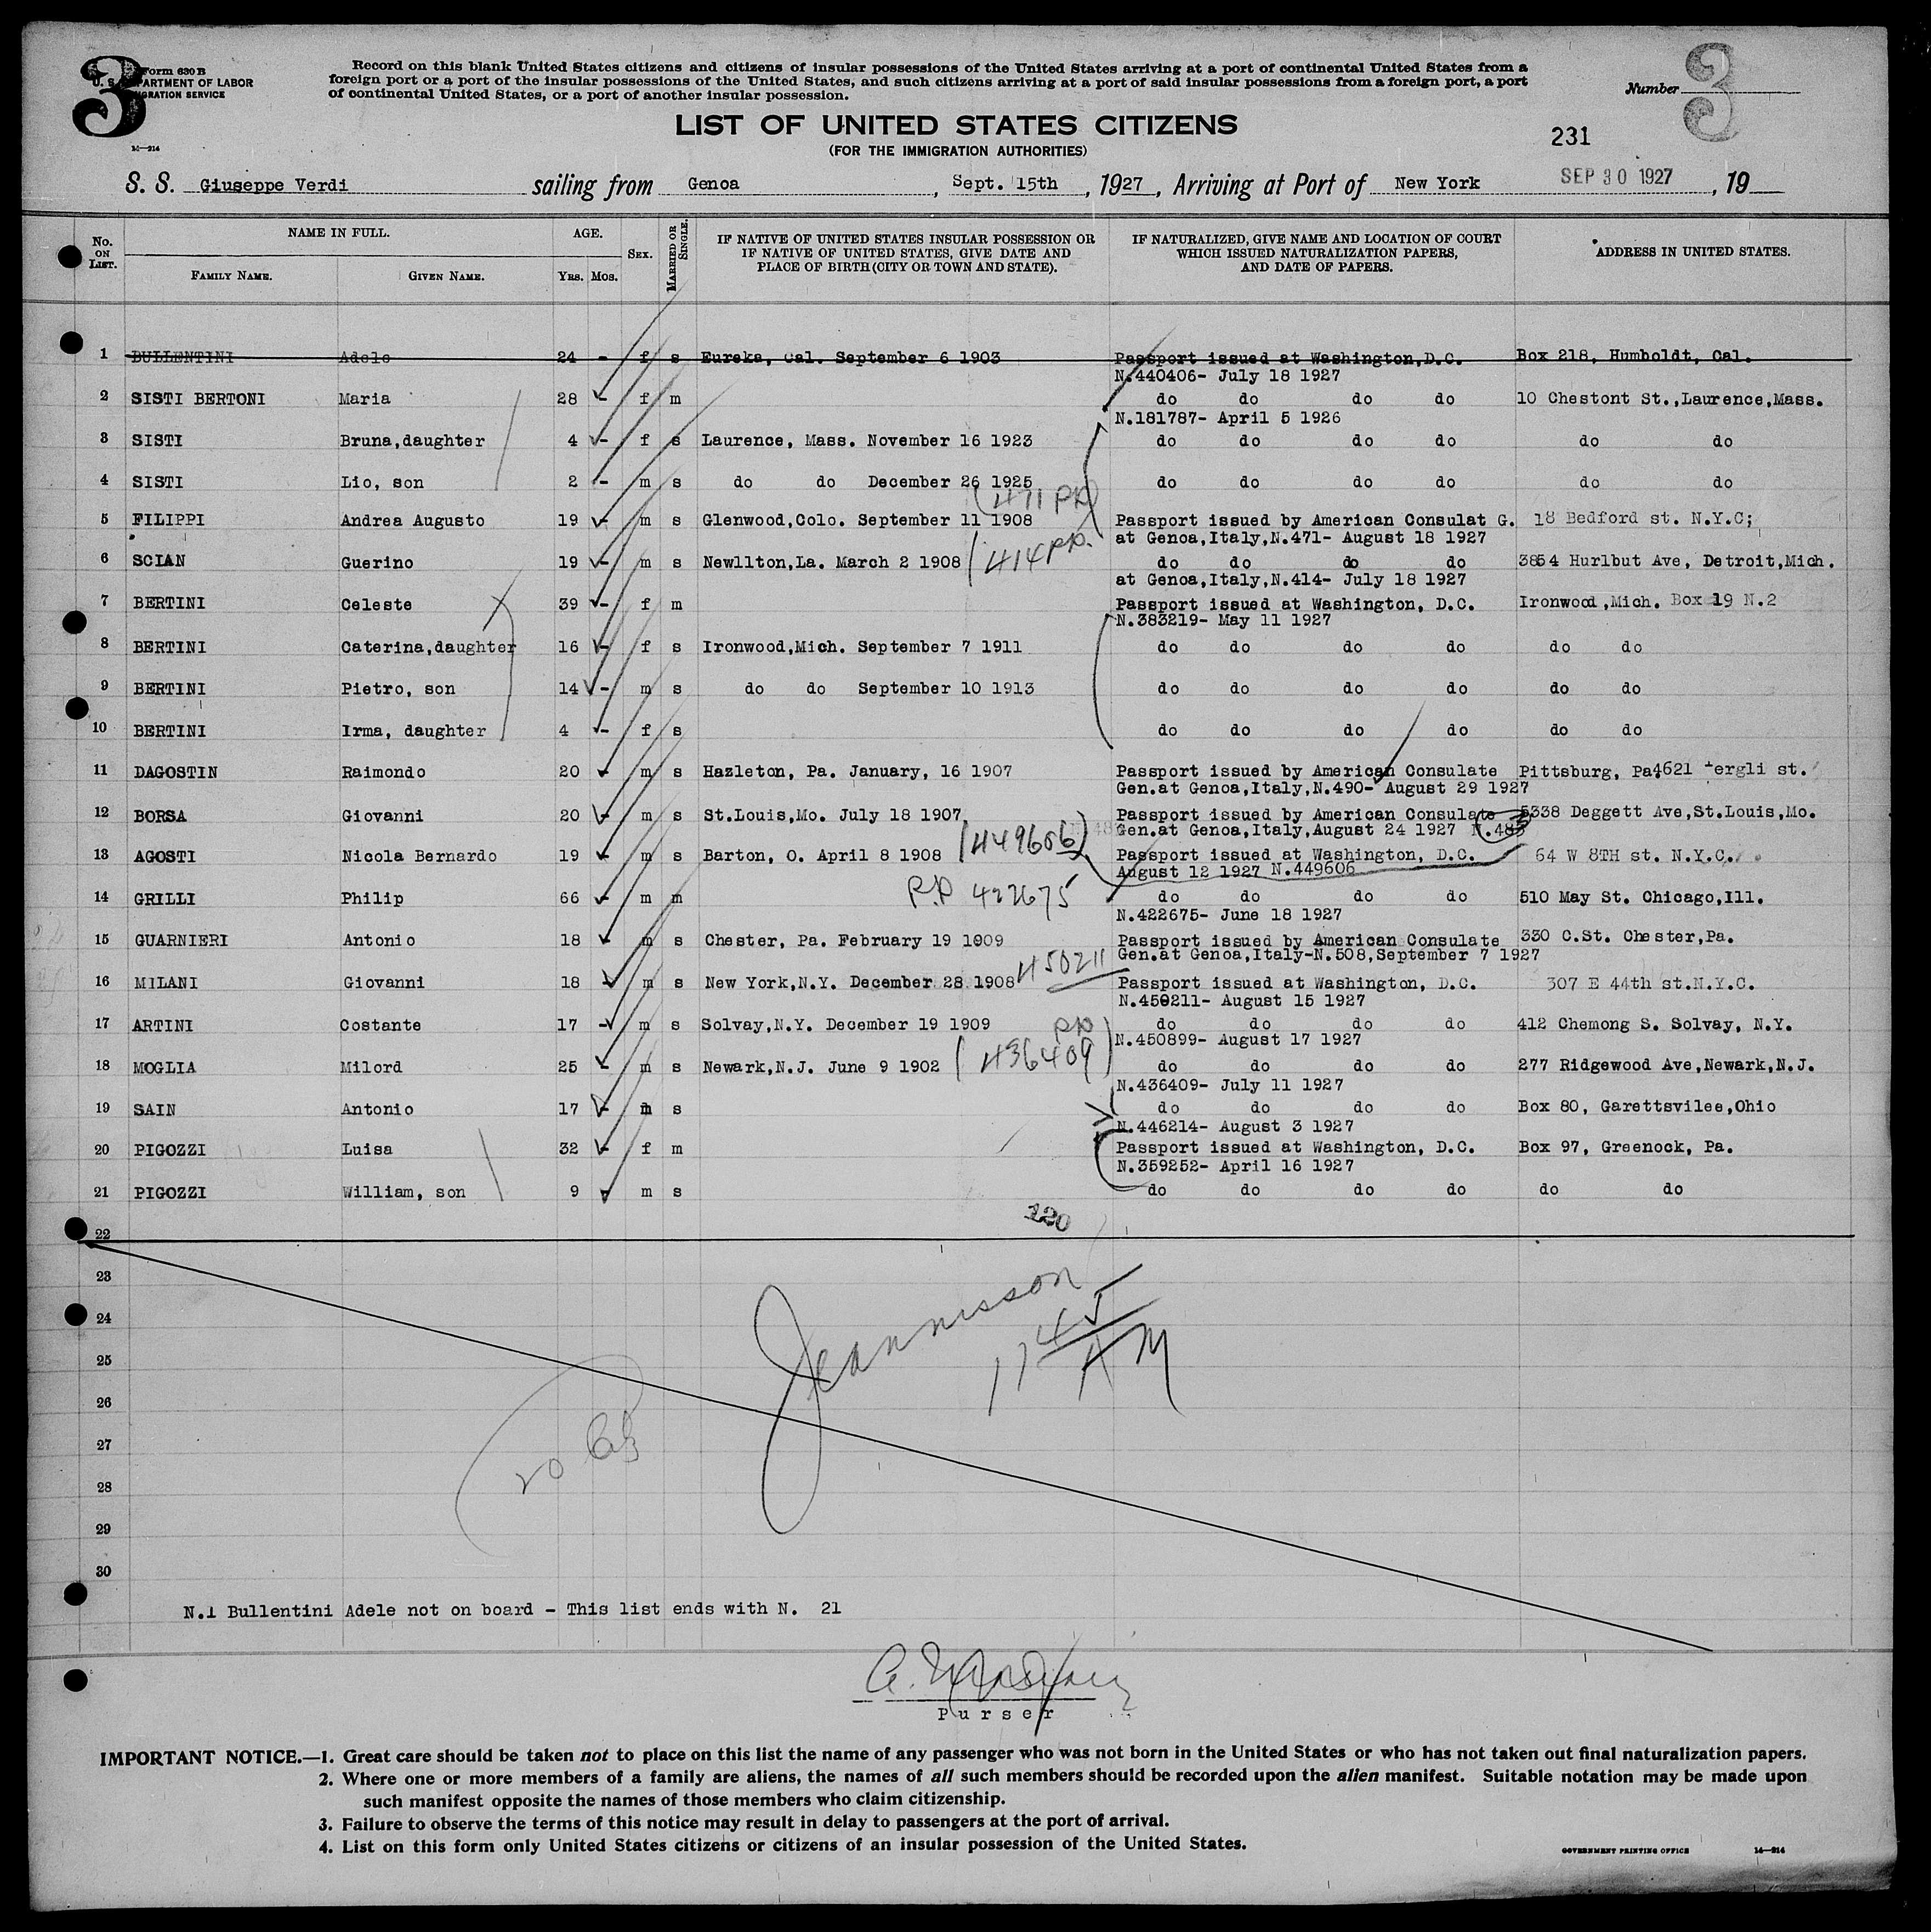 3
Form 630 B
U. S. DEPARTMENT OF LABOR
IMMIGRATION SERVICE
14—214
Record on this blank United States citizens and citizens of insular possessions of the United States arriving at a port of continental United States from a
foreign port or a port of the insular possessions of the United States, and such citizens arriving at a port of said insular possessions from a foreign port, a port
of continental United States, or a port of another insular possession.
Number 3
LIST OF UNITED STATES CITIZENS
(FOR THE IMMIGRATION AUTHORITIES)
231
S. S. Giuseppe Verdi sailing from Genoa, Sept. 15th, 1927, Arriving at Port of New York SEP 30 1927, 19
No. ON LIST. NAME IN FULL. AGE. SEX. MARRIED OR SINGLE. IF NATIVE OF UNITED STATES INSULAR POSSESSION OR IF NATIVE OF UNITED STATES, GIVE DATE AND PLACE OF BIRTH (CITY OR TOWN AND STATE). IF NATURALIZED, GIVE NAME AND LOCATION OF COURT WHICH ISSUED NATURALIZATION PAPERS, AND DATE OF PAPERS. ADDRESS IN UNITED STATES.
FAMILY NAME. GIVEN NAME. YRS. MOS.
1 BULLENTINI Adele 24 - f s Eureka, Cal. September 6 1903 Passport issued at Washington,D.C. Box 218, Humboldt, Cal.
N.440406- July 18 1927
2 SISTI BERTONI Maria 28 - f m do do do do 10 Chestont St.,Laurence,Mass.
N.181787- April 5 1926
3 SISTI Bruna,daughter 4 - f s Laurence, Mass. November 16 1923 do do do do do do
4 SISTI Lio, son 2 - m s do do December 26 1925 do do do do do do
(471 PP)
5 FILIPPI Andrea Augusto 19 - m s Glenwood,Colo. September 11 1908 Passport issued by American Consulat G. 18 Bedford st. N.Y.C;
at Genoa,Italy,N.471- August 18 1927
6 SCIAN Guerino 19 - m s Newllton,La. March 2 1908 (414 PP. do do do do 3854 Hurlbut Ave, Detroit,Mich.
at Genoa,Italy,N.414- July 18 1927
7 BERTINI Celeste 39 - f m Passport issued at Washington, D.C. Ironwood,Mich. Box 19 N.2
N.383219- May 11 1927
8 BERTINI Caterina,daughter 16 - f s Ironwood,Mich. September 7 1911 do do do do do do
9 BERTINI Pietro, son 14 - m s do do September 10 1913 do do do do do do
10 BERTINI Irma, daughter 4 - f s do do do do do do
11 DAGOSTIN Raimondo 20 - m s Hazleton, Pa. January, 16 1907 Passport issued by American Consulate Pittsburg, Pa4621 st.
Gen.at Genoa,Italy,N.490- August 29 1927
12 BORSA Giovanni 20 - m s St.Louis,Mo. July 18 1907 Passport issued by American Consulate 5338 Deggett Ave,St.Louis,Mo.
Gen.at Genoa,Italy,August 24 1927 N.483
13 AGOSTI Nicola Bernardo 19 - m s Barton, O. April 8 1908 (449606) Passport issued at Washington, D.C. 64 W 8TH st. N.Y.C.
August 12 1927 N.449606
14 GRILLI Philip 66 - m m P.P 422675 do do do do 510 May St. Chicago,Ill.
N.422675- June 18 1927
15 GUARNIERI Antonio 18 - m s Chester, Pa. February 19 1909 Passport issued by American Consulate 330 C.St. Chester,Pa.
Gen.at Genoa,Italy-N.508,September 7 1927
16 MILANI Giovanni 18 - m s New York,N.Y. December 28 1908 450211 Passport issued at Washington, D.C. 307 E 44th st.N.Y.C.
N.450211- August 15 1927
17 ARTINI Costante 17 - m s Solvay,N.Y. December 19 1909 PP do do do do 412 Chemong S. Solvay, N.Y.
N.450899- August 17 1927
18 MOGLIA Milord 25 - m s Newark,N.J. June 9 1902 (436409) do do do do 277 Ridgewood Ave,Newark,N.J.
N.436409- July 11 1927
19 SAIN Antonio 17 - m s do do do do Box 80, Garettsvilee,Ohio
N.446214- August 3 1927
20 PIGOZZI Luisa 32 - f m Passport issued at Washington, D.C. Box 97, Greenock, Pa.
N.359252- April 16 1927
21 PIGOZZI William, son 9 - m s do do do do do do
120
22
23
24
25
26
27
28
29
30
Jeannisson
11 45 AM
20
N.1 Bullentini Adele not on board - This list ends with N. 21
Purser
IMPORTANT NOTICE.—1. Great care should be taken not to place on this list the name of any passenger who was not born in the United States or who has not taken out final naturalization papers.
2. Where one or more members of a family are aliens, the names of all such members should be recorded upon the alien manifest. Suitable notation may be made upon
such manifest opposite the names of those members who claim citizenship.
3. Failure to observe the terms of this notice may result in delay to passengers at the port of arrival.
4. List on this form only United States citizens or citizens of an insular possession of the United States.
GOVERNMENT PRINTING OFFICE 14—214